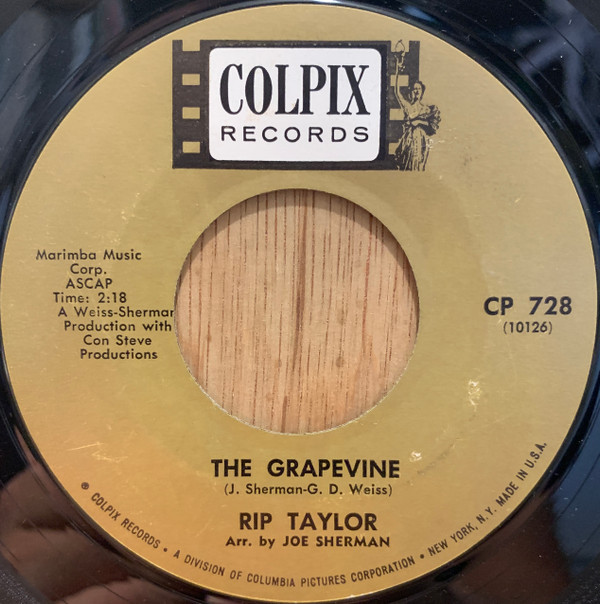 COLPIX
RECORDS
Marimba Music
Corp.
ASCAP
Time: 2:18
A Weiss-Sherman
Production with
Con Steve
Productions
CP 728
(10126)
THE GRAPEVINE
(J. Sherman-G. D. Weiss)
RIP TAYLOR
Arr. by JOE SHERMAN
® COLPIX RECORDS • A DIVISION OF COLUMBIA PICTURES CORPORATION • NEW YORK, N.Y. MADE IN U.S.A.